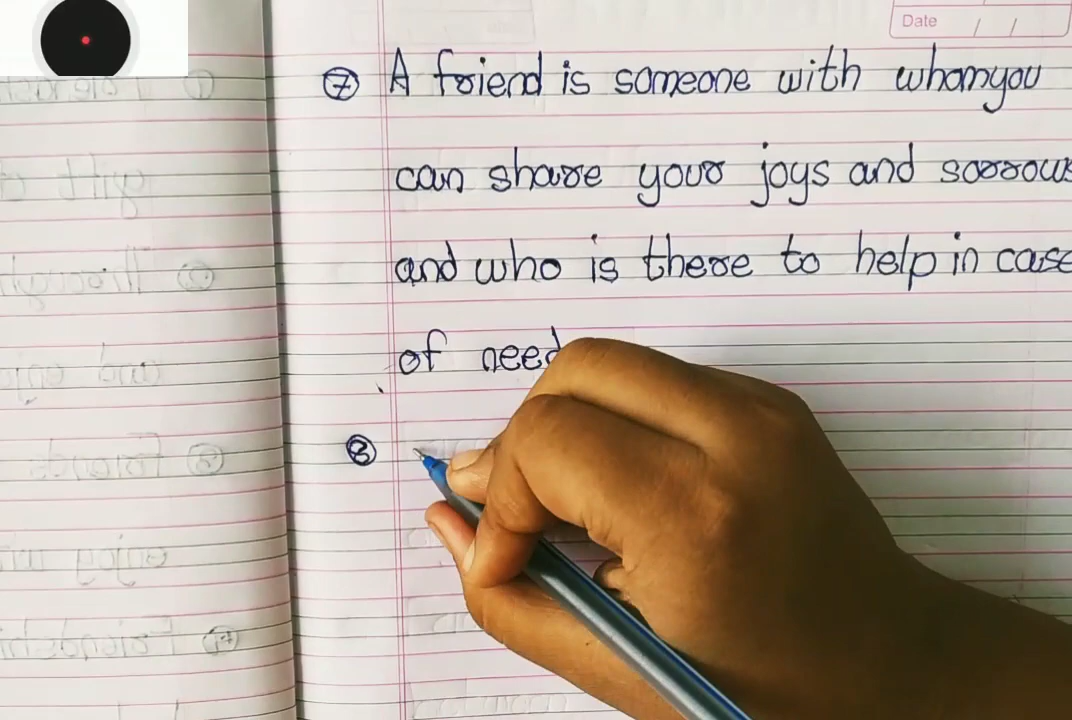 Date / /
⑦ A friend is someone with whomyou
can share your joys and sorrows
and who is there to help in case
of need
⑧